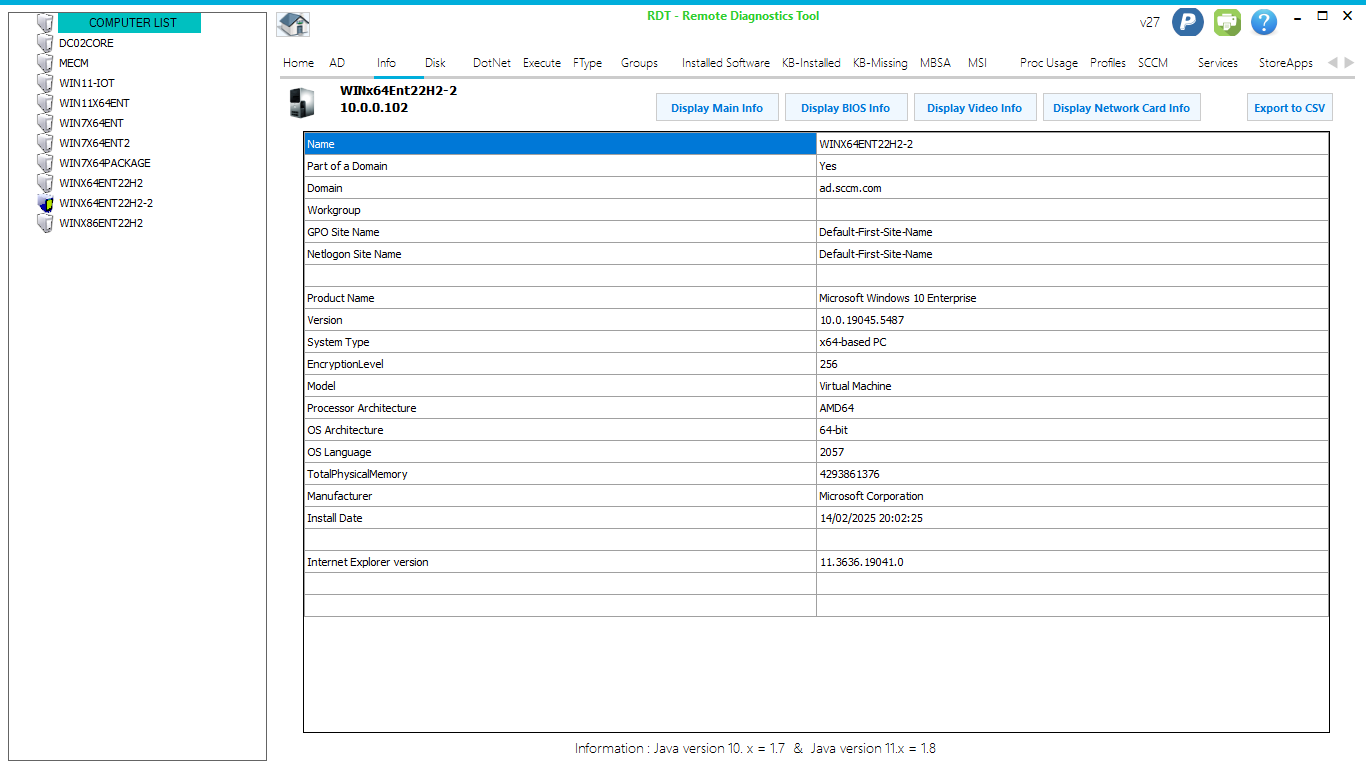 COMPUTER LIST
DC02CORE
MECM
WIN11-IOT
WIN11X64ENT
WIN7X64ENT
WIN7X64ENT2
WIN7X64PACKAGE
WINX64ENT22H2
WINX64ENT22H2-2
WINX86ENT22H2
RDT - Remote Diagnostics Tool
v27 P ?
Home AD Info Disk DotNet Execute FType Groups Installed Software KB-Installed KB-Missing MBSA MSI Proc Usage Profiles SCCM Services StoreApps
WINx64Ent22H2-2
10.0.0.102
Display Main Info Display BIOS Info Display Video Info Display Network Card Info Export to CSV
Name WINX64ENT22H2-2
Part of a Domain Yes
Domain ad.sccm.com
Workgroup
GPO Site Name Default-First-Site-Name
Netlogon Site Name Default-First-Site-Name
Product Name Microsoft Windows 10 Enterprise
Version 10.0.19045.5487
System Type x64-based PC
EncryptionLevel 256
Model Virtual Machine
Processor Architecture AMD64
OS Architecture 64-bit
OS Language 2057
TotalPhysicalMemory 4293861376
Manufacturer Microsoft Corporation
Install Date 14/02/2025 20:02:25
Internet Explorer version 11.3636.19041.0
Information : Java version 10. x = 1.7 & Java version 11.x = 1.8